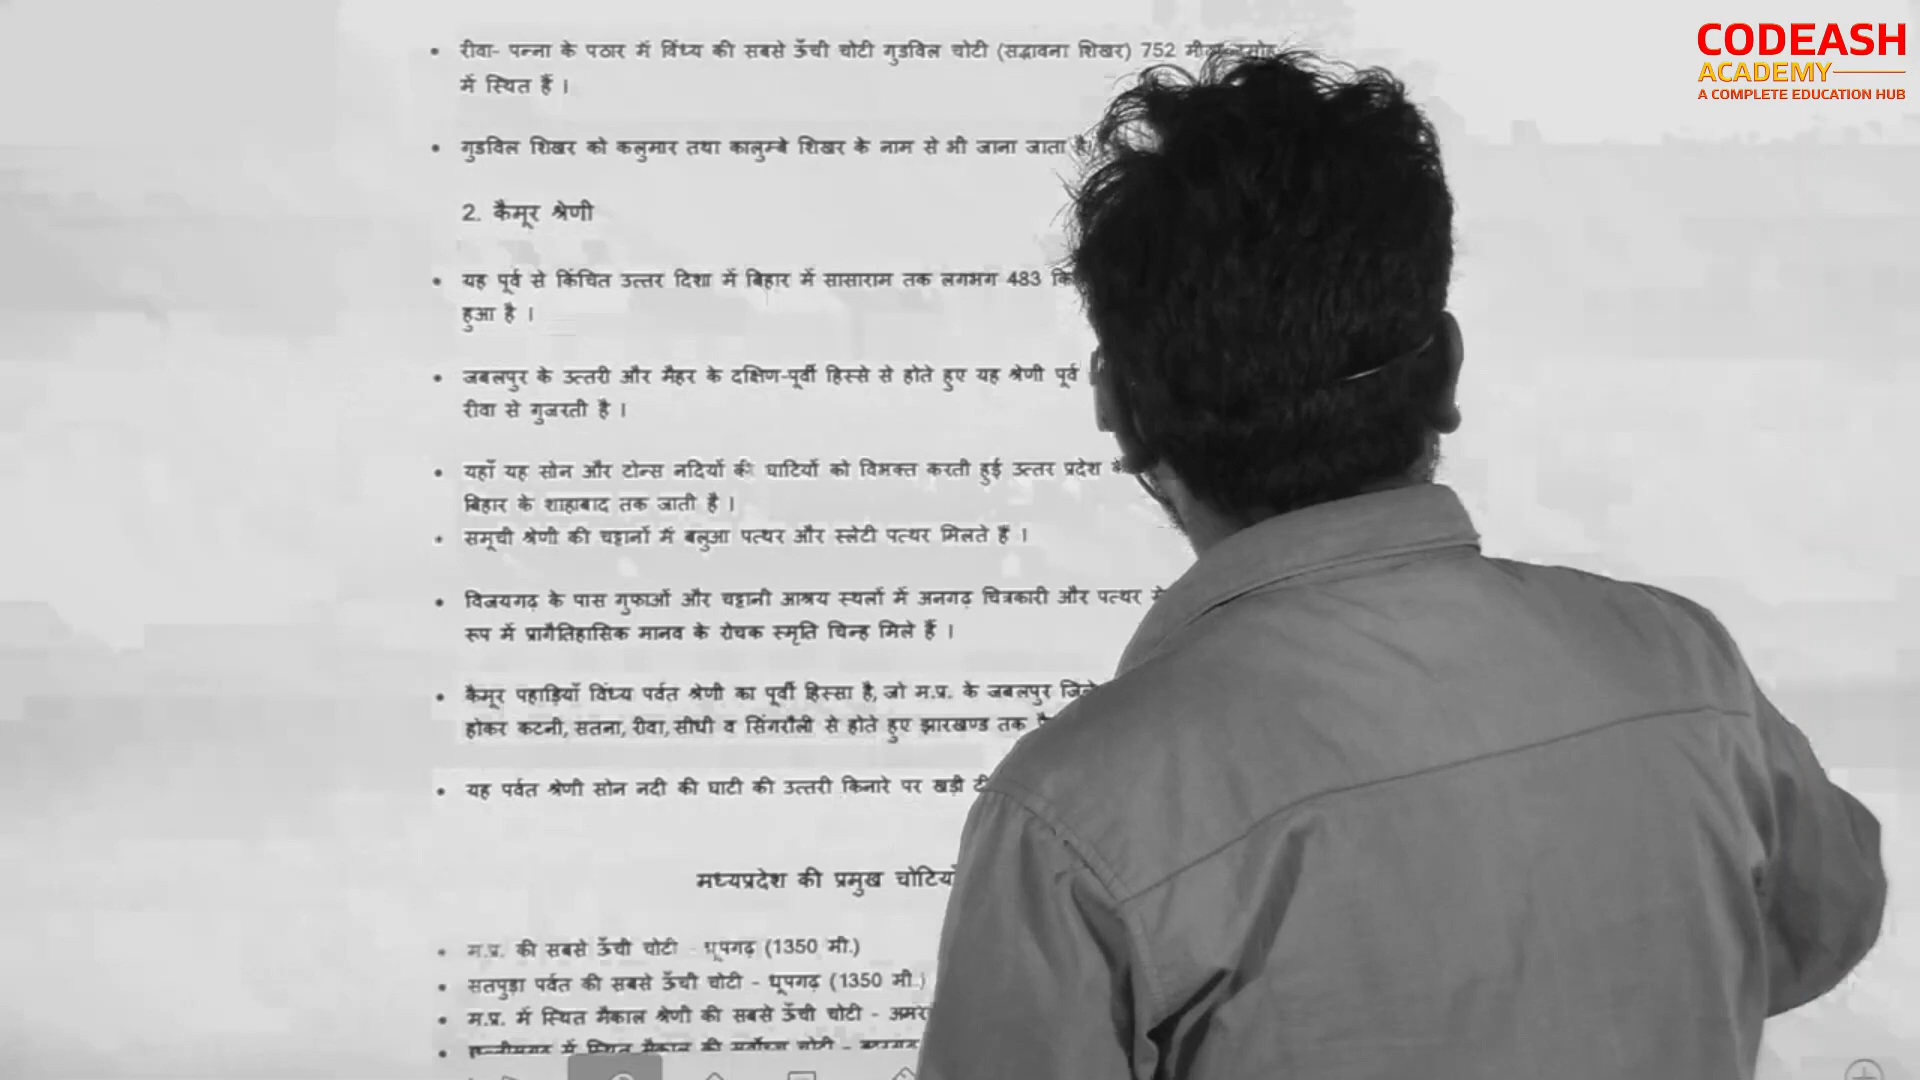 CODEASH
ACADEMY
A COMPLETE EDUCATION HUB
• रीवा- पन्ना के पठार में विंध्य की सबसे ऊँची चोटी गुडविल चोटी (सद्भावना शिखर) 752
में स्थित हैं ।
• गुडविल शिखर को कलुमार तथा कालुम्बे शिखर के नाम से भी जाना जाता है
2. कैमूर श्रेणी
• यह पूर्व से किंचित उत्तर दिशा में बिहार में सासाराम तक लगभग 483
हुआ है ।
• जबलपुर के उत्तरी और मैहर के दक्षिण-पूर्वी हिस्से से होते हुए यह श्रेणी पूर्व
रीवा से गुजरती है ।
• यहाँ यह सोन और टोन्स नदियों की घाटियों को विभक्त करती हुई उत्तर प्रदेश
बिहार के शाहाबाद तक जाती है ।
• समूची श्रेणी की चट्टानों में बलुआ पत्थर और स्लेटी पत्थर मिलते हैं ।
• विजयगढ़ के पास गुफाओं और चट्टानी आश्रय स्थलों में अनगढ़ चित्रकारी और पत्थर
रूप में प्रागैतिहासिक मानव के रोचक स्मृति चिन्ह मिले हैं ।
• कैमूर पहाड़ियाँ विंध्य पर्वत श्रेणी का पूर्वी हिस्सा है, जो म.प्र. के जबलपुर
होकर कटनी, सतना, रीवा, सीधी व सिंगरौली से होते हुए झारखण्ड तक
• यह पर्वत श्रेणी सोन नदी की घाटी की उत्तरी किनारे पर खड़ी
मध्यप्रदेश की प्रमुख
• म.प्र. की सबसे ऊँची चोटी - धूपगढ़ (1350 मी.)
• सतपुड़ा पर्वत की सबसे ऊँची चोटी - धूपगढ़ (1350 मी.)
• म.प्र. में स्थित मैकाल श्रेणी की सबसे ऊँची चोटी -